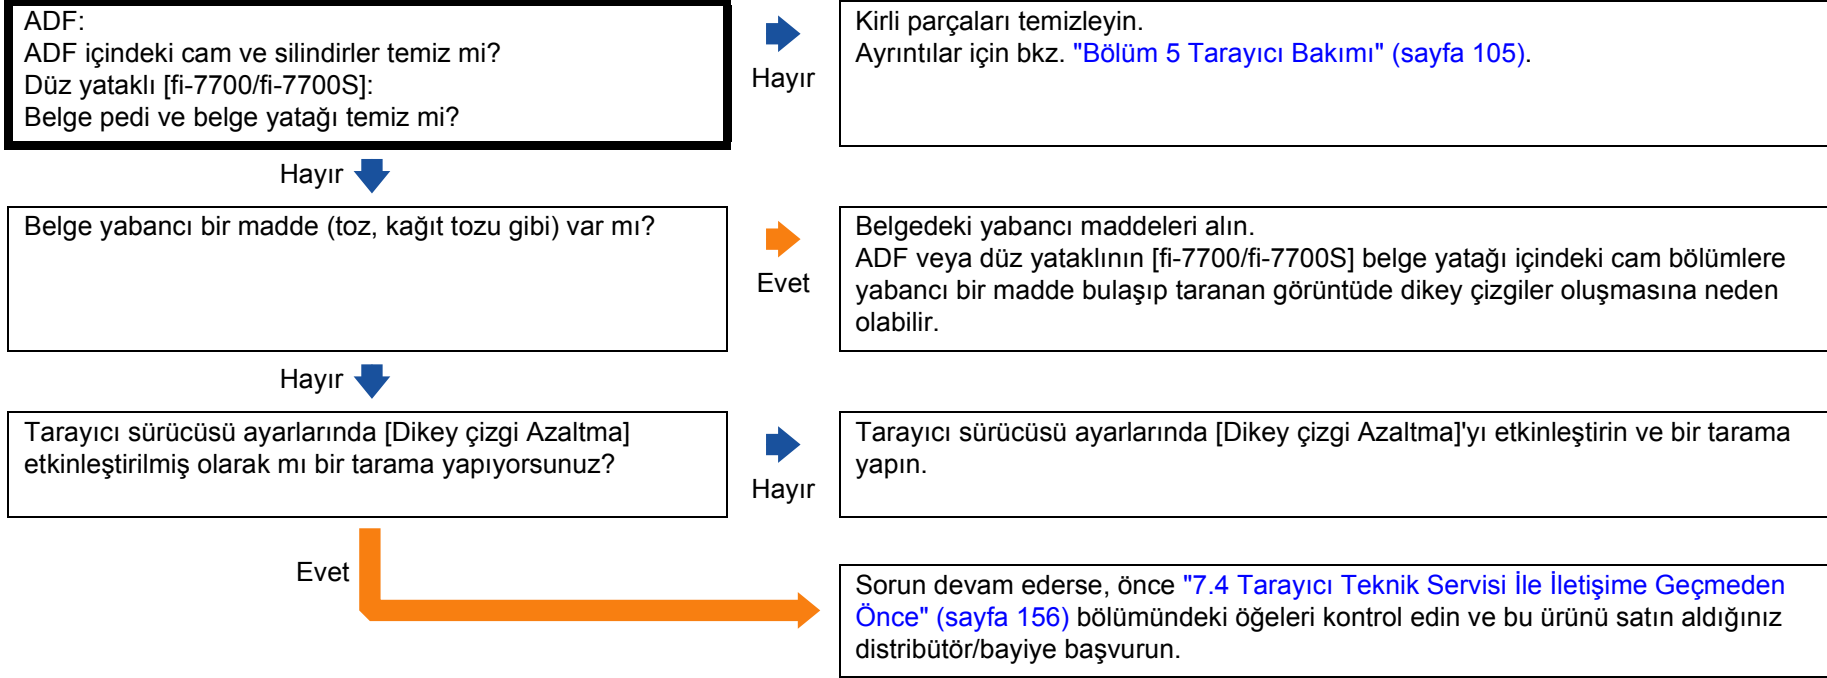 ADF:
ADF içindeki cam ve silindirler temiz mi?
Düz yataklı [fi-7700/fi-7700S]:
Belge pedi ve belge yatağı temiz mi?
Hayır
Kirli parçaları temizleyin.
Ayrıntılar için bkz. "Bölüm 5 Tarayıcı Bakımı" (sayfa 105).
Hayır
Belge yabancı bir madde (toz, kağıt tozu gibi) var mı?
Evet
Belgedeki yabancı maddeleri alın.
ADF veya düz yataklının [fi-7700/fi-7700S] belge yatağı içindeki cam bölümlere
yabancı bir madde bulaşıp taranan görüntüde dikey çizgiler oluşmasına neden
olabilir.
Hayır
Tarayıcı sürücüsü ayarlarında [Dikey çizgi Azaltma]
etkinleştirilmiş olarak mı bir tarama yapıyorsunuz?
Hayır
Tarayıcı sürücüsü ayarlarında [Dikey çizgi Azaltma]'yı etkinleştirin ve bir tarama
yapın.
Evet
Sorun devam ederse, önce "7.4 Tarayıcı Teknik Servisi İle İletişime Geçmeden
Önce" (sayfa 156) bölümündeki öğeleri kontrol edin ve bu ürünü satın aldığınız
distribütör/bayiye başvurun.